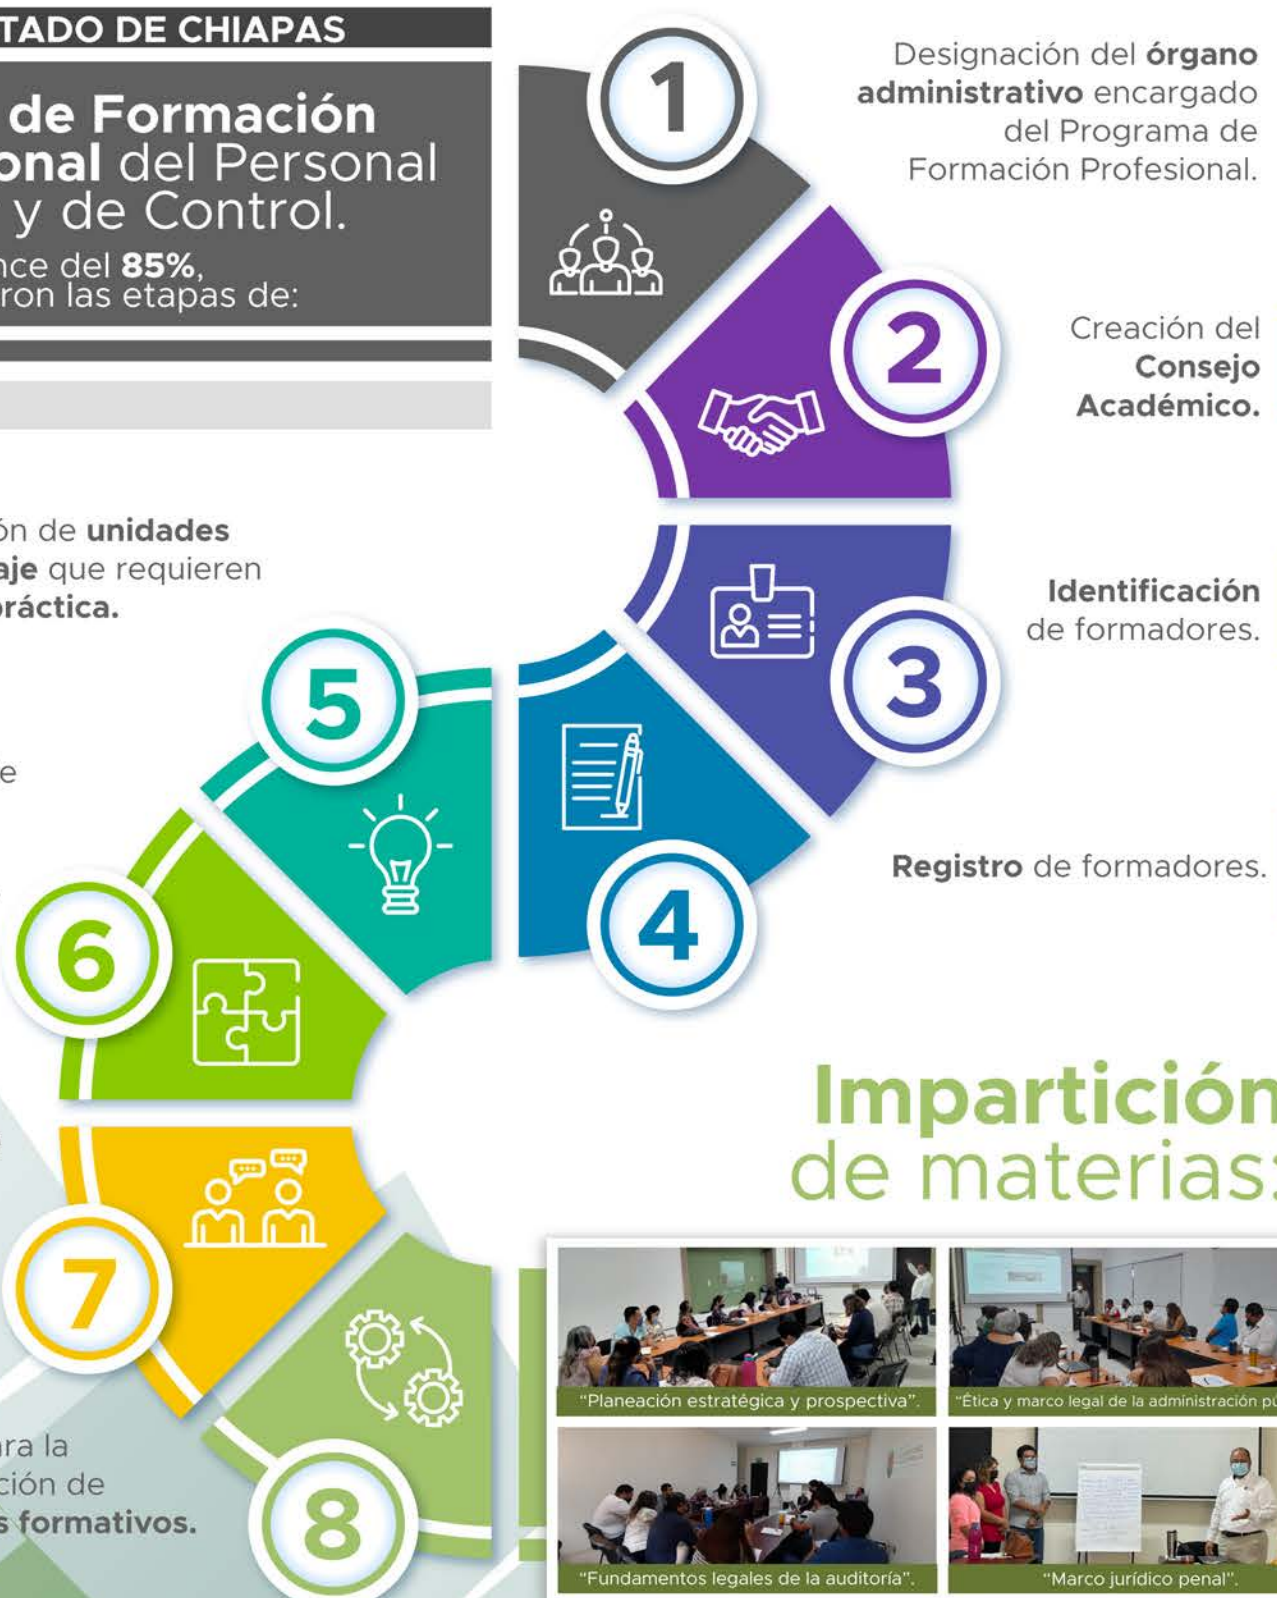 TADO DE CHIAPAS
de Formación
onal del Personal
y de Control.
nce del 85%,
ron las etapas de:
1
Designación del órgano
administrativo encargado
del Programa de
Formación Profesional.
2
Creación del
Consejo
Académico.
ón de unidades
aje que requieren
práctica.
3
Identificación
de formadores.
5
e
4
Registro de formadores.
6
Impartición
de materias:
7
"Planeación estratégica y prospectiva".
"Ética y marco legal de la administración pú
ara la
ción de
s formativos.
8
"Fundamentos legales de la auditoría".
"Marco jurídico penal".